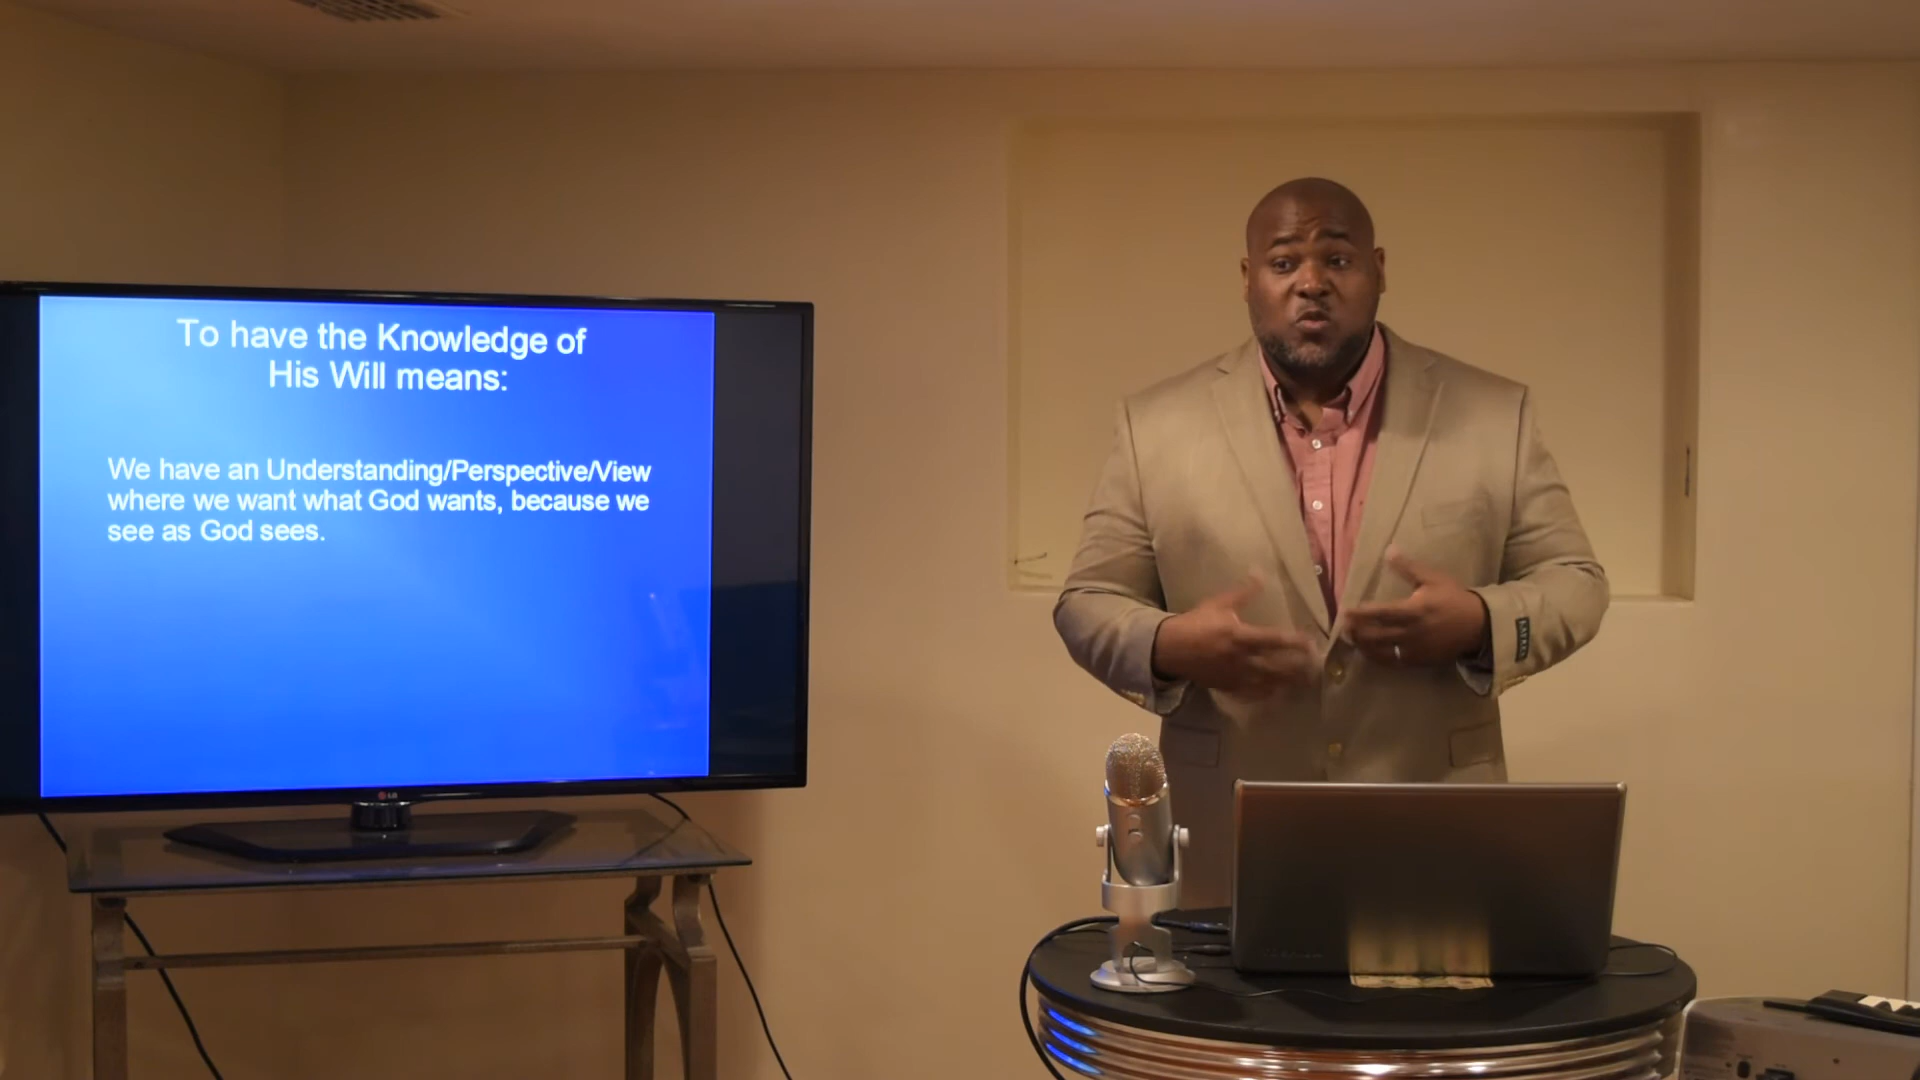 To have the Knowledge of
His Will means:
We have an Understanding/Perspective/View
where we want what God wants, because we
see as God sees.
LG